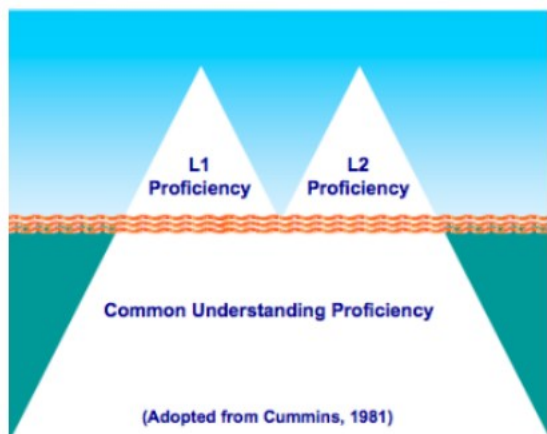 L1
Proficiency
L2
Proficiency
Common Understanding Proficiency
(Adopted from Cummins, 1981)